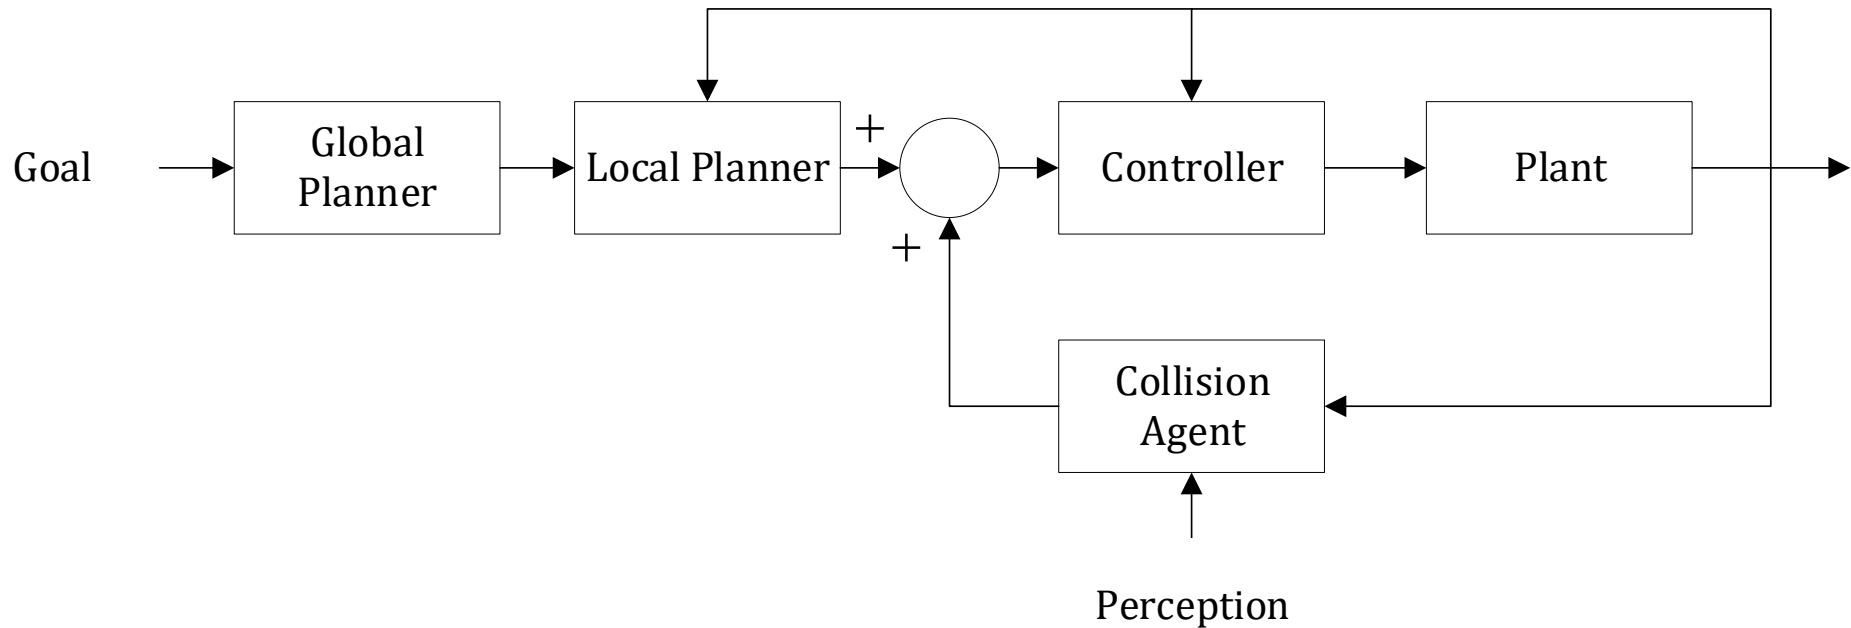 Goal
Global
Planner
Local Planner
+
+
Controller
Plant
Collision
Agent
Perception